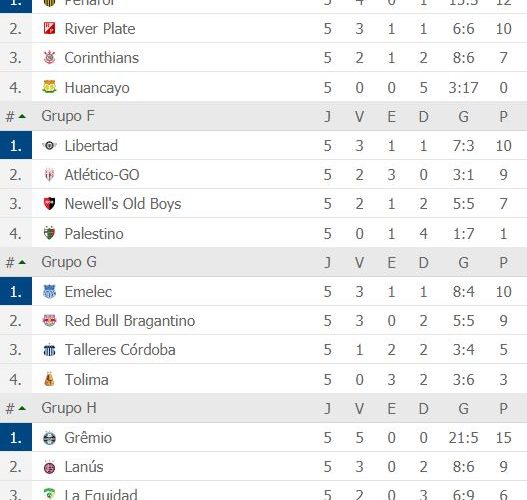 1. Peñarol 5 4 0 1 13:3 12
2. River Plate 5 3 1 1 6:6 10
3. Corinthians 5 2 1 2 8:6 7
4. Huancayo 5 0 0 5 3:17 0
# Grupo F J V E D G P
1. Libertad 5 3 1 1 7:3 10
2. Atlético-GO 5 2 3 0 3:1 9
3. Newell's Old Boys 5 2 1 2 5:5 7
4. Palestino 5 0 1 4 1:7 1
# Grupo G J V E D G P
1. Emelec 5 3 1 1 8:4 10
2. Red Bull Bragantino 5 3 0 2 5:5 9
3. Talleres Córdoba 5 1 2 2 3:4 5
4. Tolima 5 0 3 2 3:6 3
# Grupo H J V E D G P
1. Grêmio 5 5 0 0 21:5 15
2. Lanús 5 3 0 2 8:6 9
3. La Equidad 5 2 0 3 6:9 6